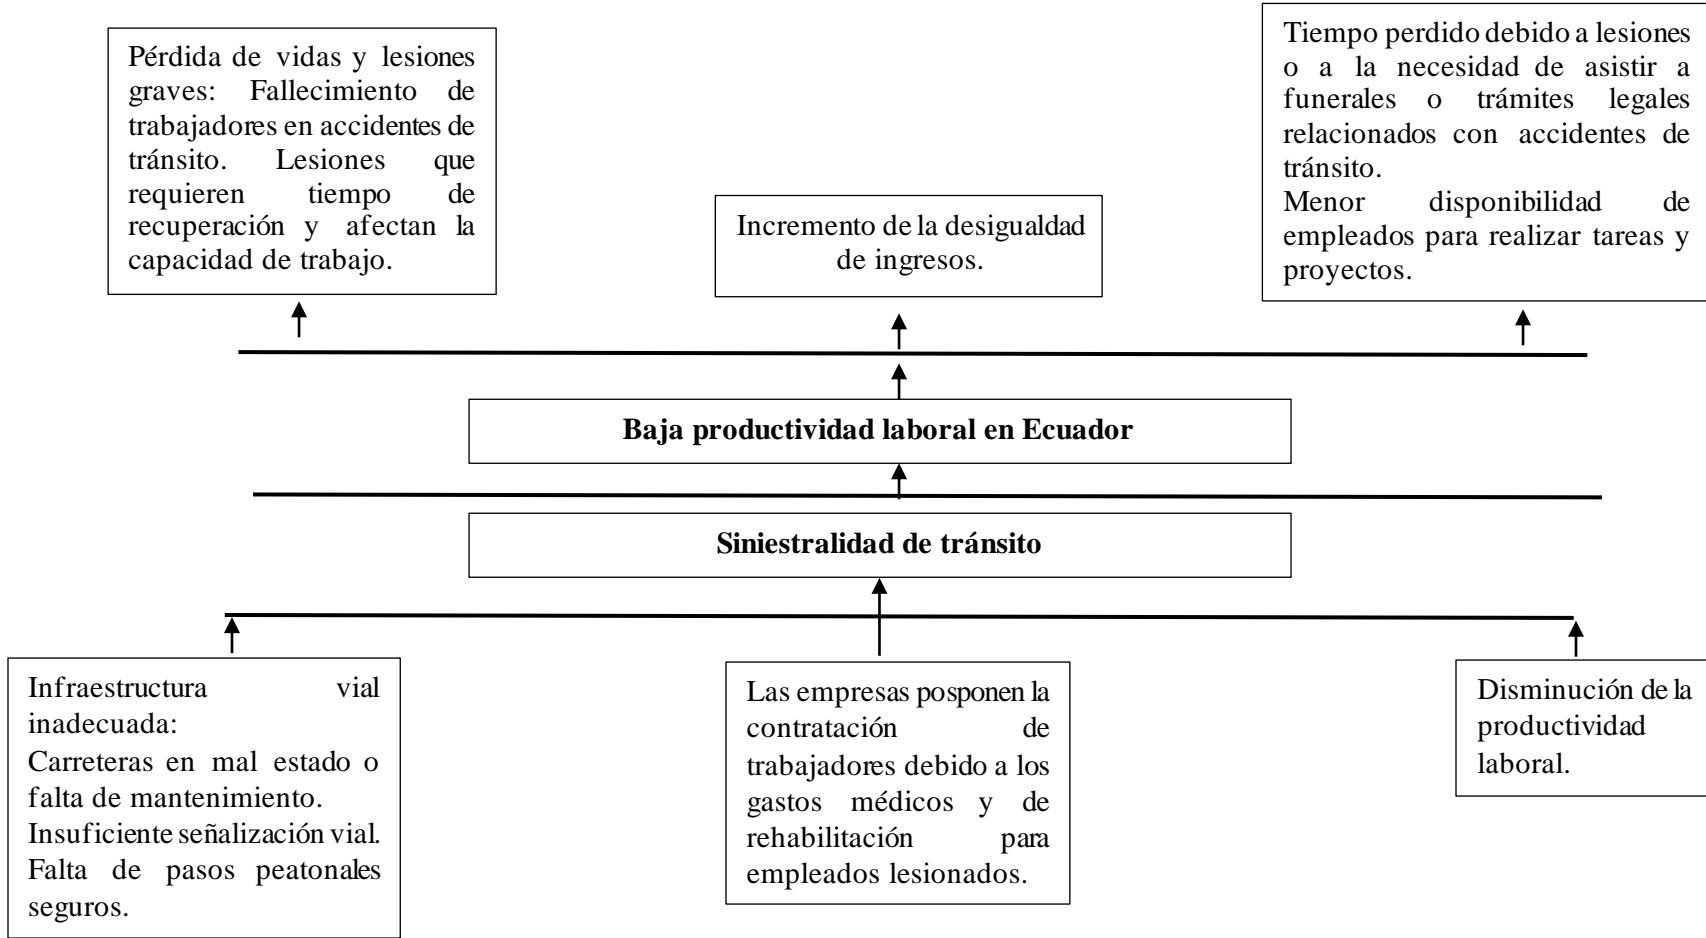 Pérdida de vidas y lesiones
graves: Fallecimiento de
trabajadores en accidentes de
tránsito. Lesiones que
requieren tiempo de
recuperación y afectan la
capacidad de trabajo.
Incremento de la desigualdad
de ingresos.
Tiempo perdido debido a lesiones
o a la necesidad de asistir a
funerales o trámites legales
relacionados con accidentes de
tránsito.
Menor disponibilidad de
empleados para realizar tareas y
proyectos.
Baja productividad laboral en Ecuador
Siniestralidad de tránsito
Infraestructura vial
inadecuada:
Carreteras en mal estado o
falta de mantenimiento.
Insuficiente señalización vial.
Falta de pasos peatonales
seguros.
Las empresas posponen la
contratación de
trabajadores debido a los
gastos médicos y de
rehabilitación para
empleados lesionados.
Disminución de la
productividad
laboral.